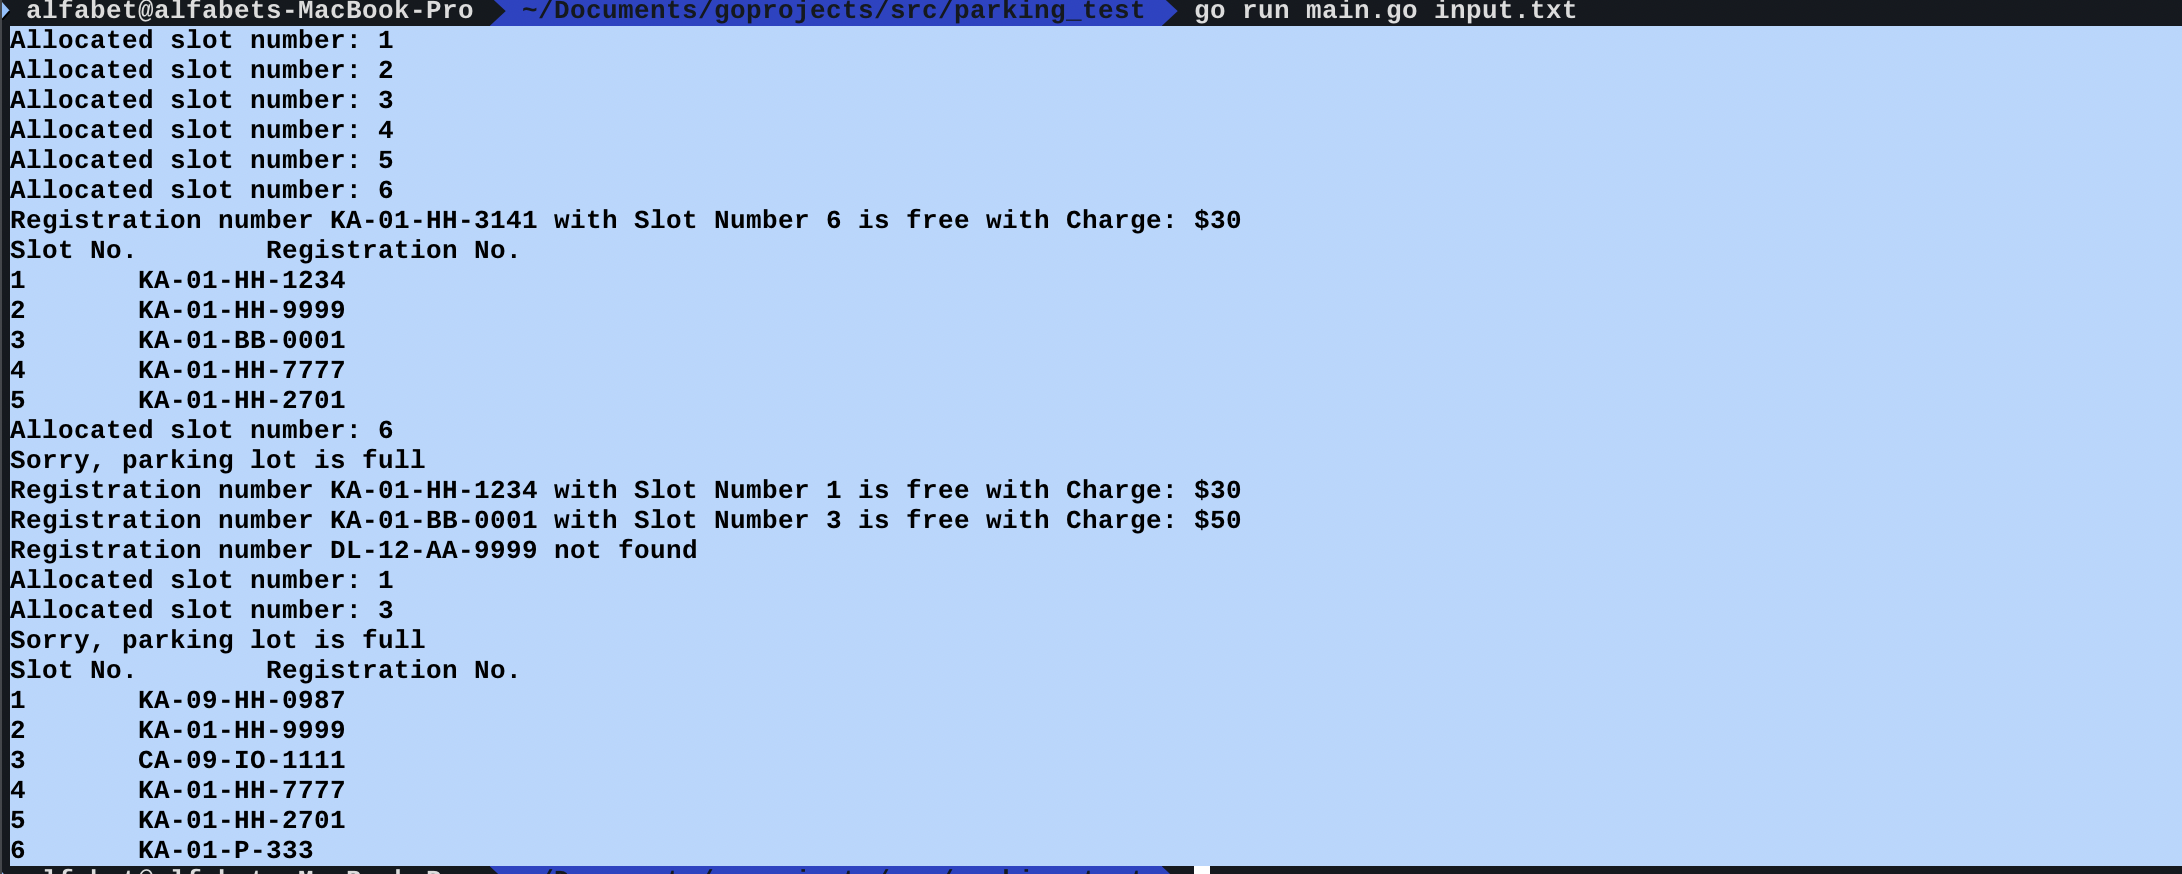 alfabet@alfabets-MacBook-Pro ~/Documents/goprojects/src/parking_test go run main.go input.txt
Allocated slot number: 1
Allocated slot number: 2
Allocated slot number: 3
Allocated slot number: 4
Allocated slot number: 5
Allocated slot number: 6
Registration number KA-01-HH-3141 with Slot Number 6 is free with Charge: $30
Slot No. Registration No.
1 KA-01-HH-1234
2 KA-01-HH-9999
3 KA-01-BB-0001
4 KA-01-HH-7777
5 KA-01-HH-2701
Allocated slot number: 6
Sorry, parking lot is full
Registration number KA-01-HH-1234 with Slot Number 1 is free with Charge: $30
Registration number KA-01-BB-0001 with Slot Number 3 is free with Charge: $50
Registration number DL-12-AA-9999 not found
Allocated slot number: 1
Allocated slot number: 3
Sorry, parking lot is full
Slot No. Registration No.
1 KA-09-HH-0987
2 KA-01-HH-9999
3 CA-09-IO-1111
4 KA-01-HH-7777
5 KA-01-HH-2701
6 KA-01-P-333